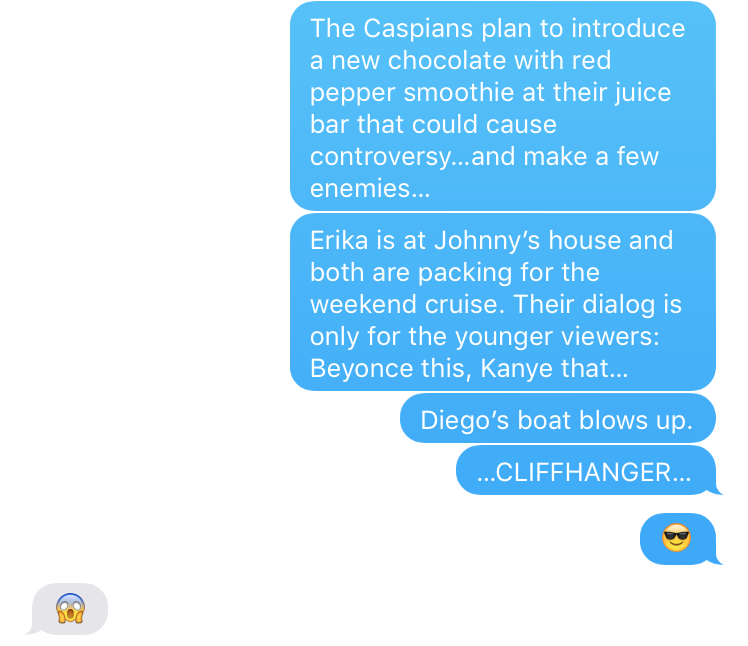 The Caspians plan to introduce
a new chocolate with red
pepper smoothie at their juice
bar that could cause
controversy...and make a few
enemies...
Erika is at Johnny’s house and
both are packing for the
weekend cruise. Their dialog is
only for the younger viewers:
Beyonce this, Kanye that...
Diego’s boat blows up.
...CLIFFHANGER...
😎
😱